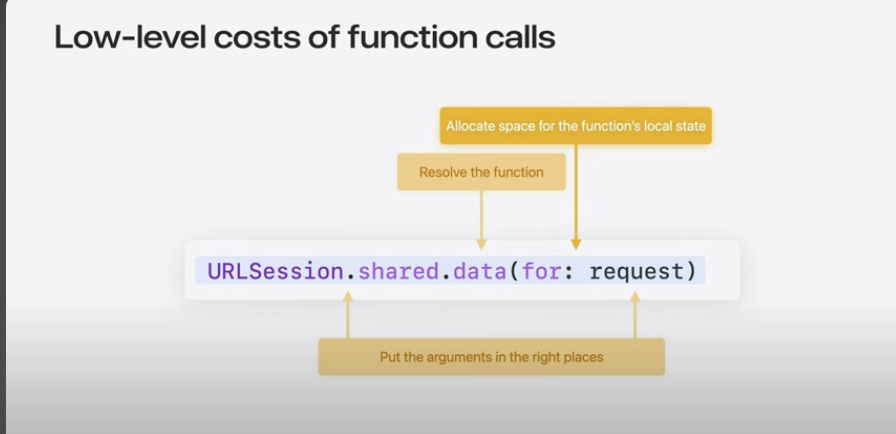 Low-level costs of function calls
Allocate space for the function's local state
Resolve the function
URLSession.shared.data(for: request)
Put the arguments in the right places